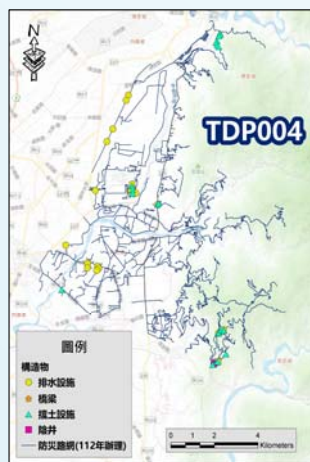 N
TDP004
圖例
構造物
排水設施
橋梁
擋土設施
陰井
防災路網(112年辦理)
0 1 2 4
Kilometers